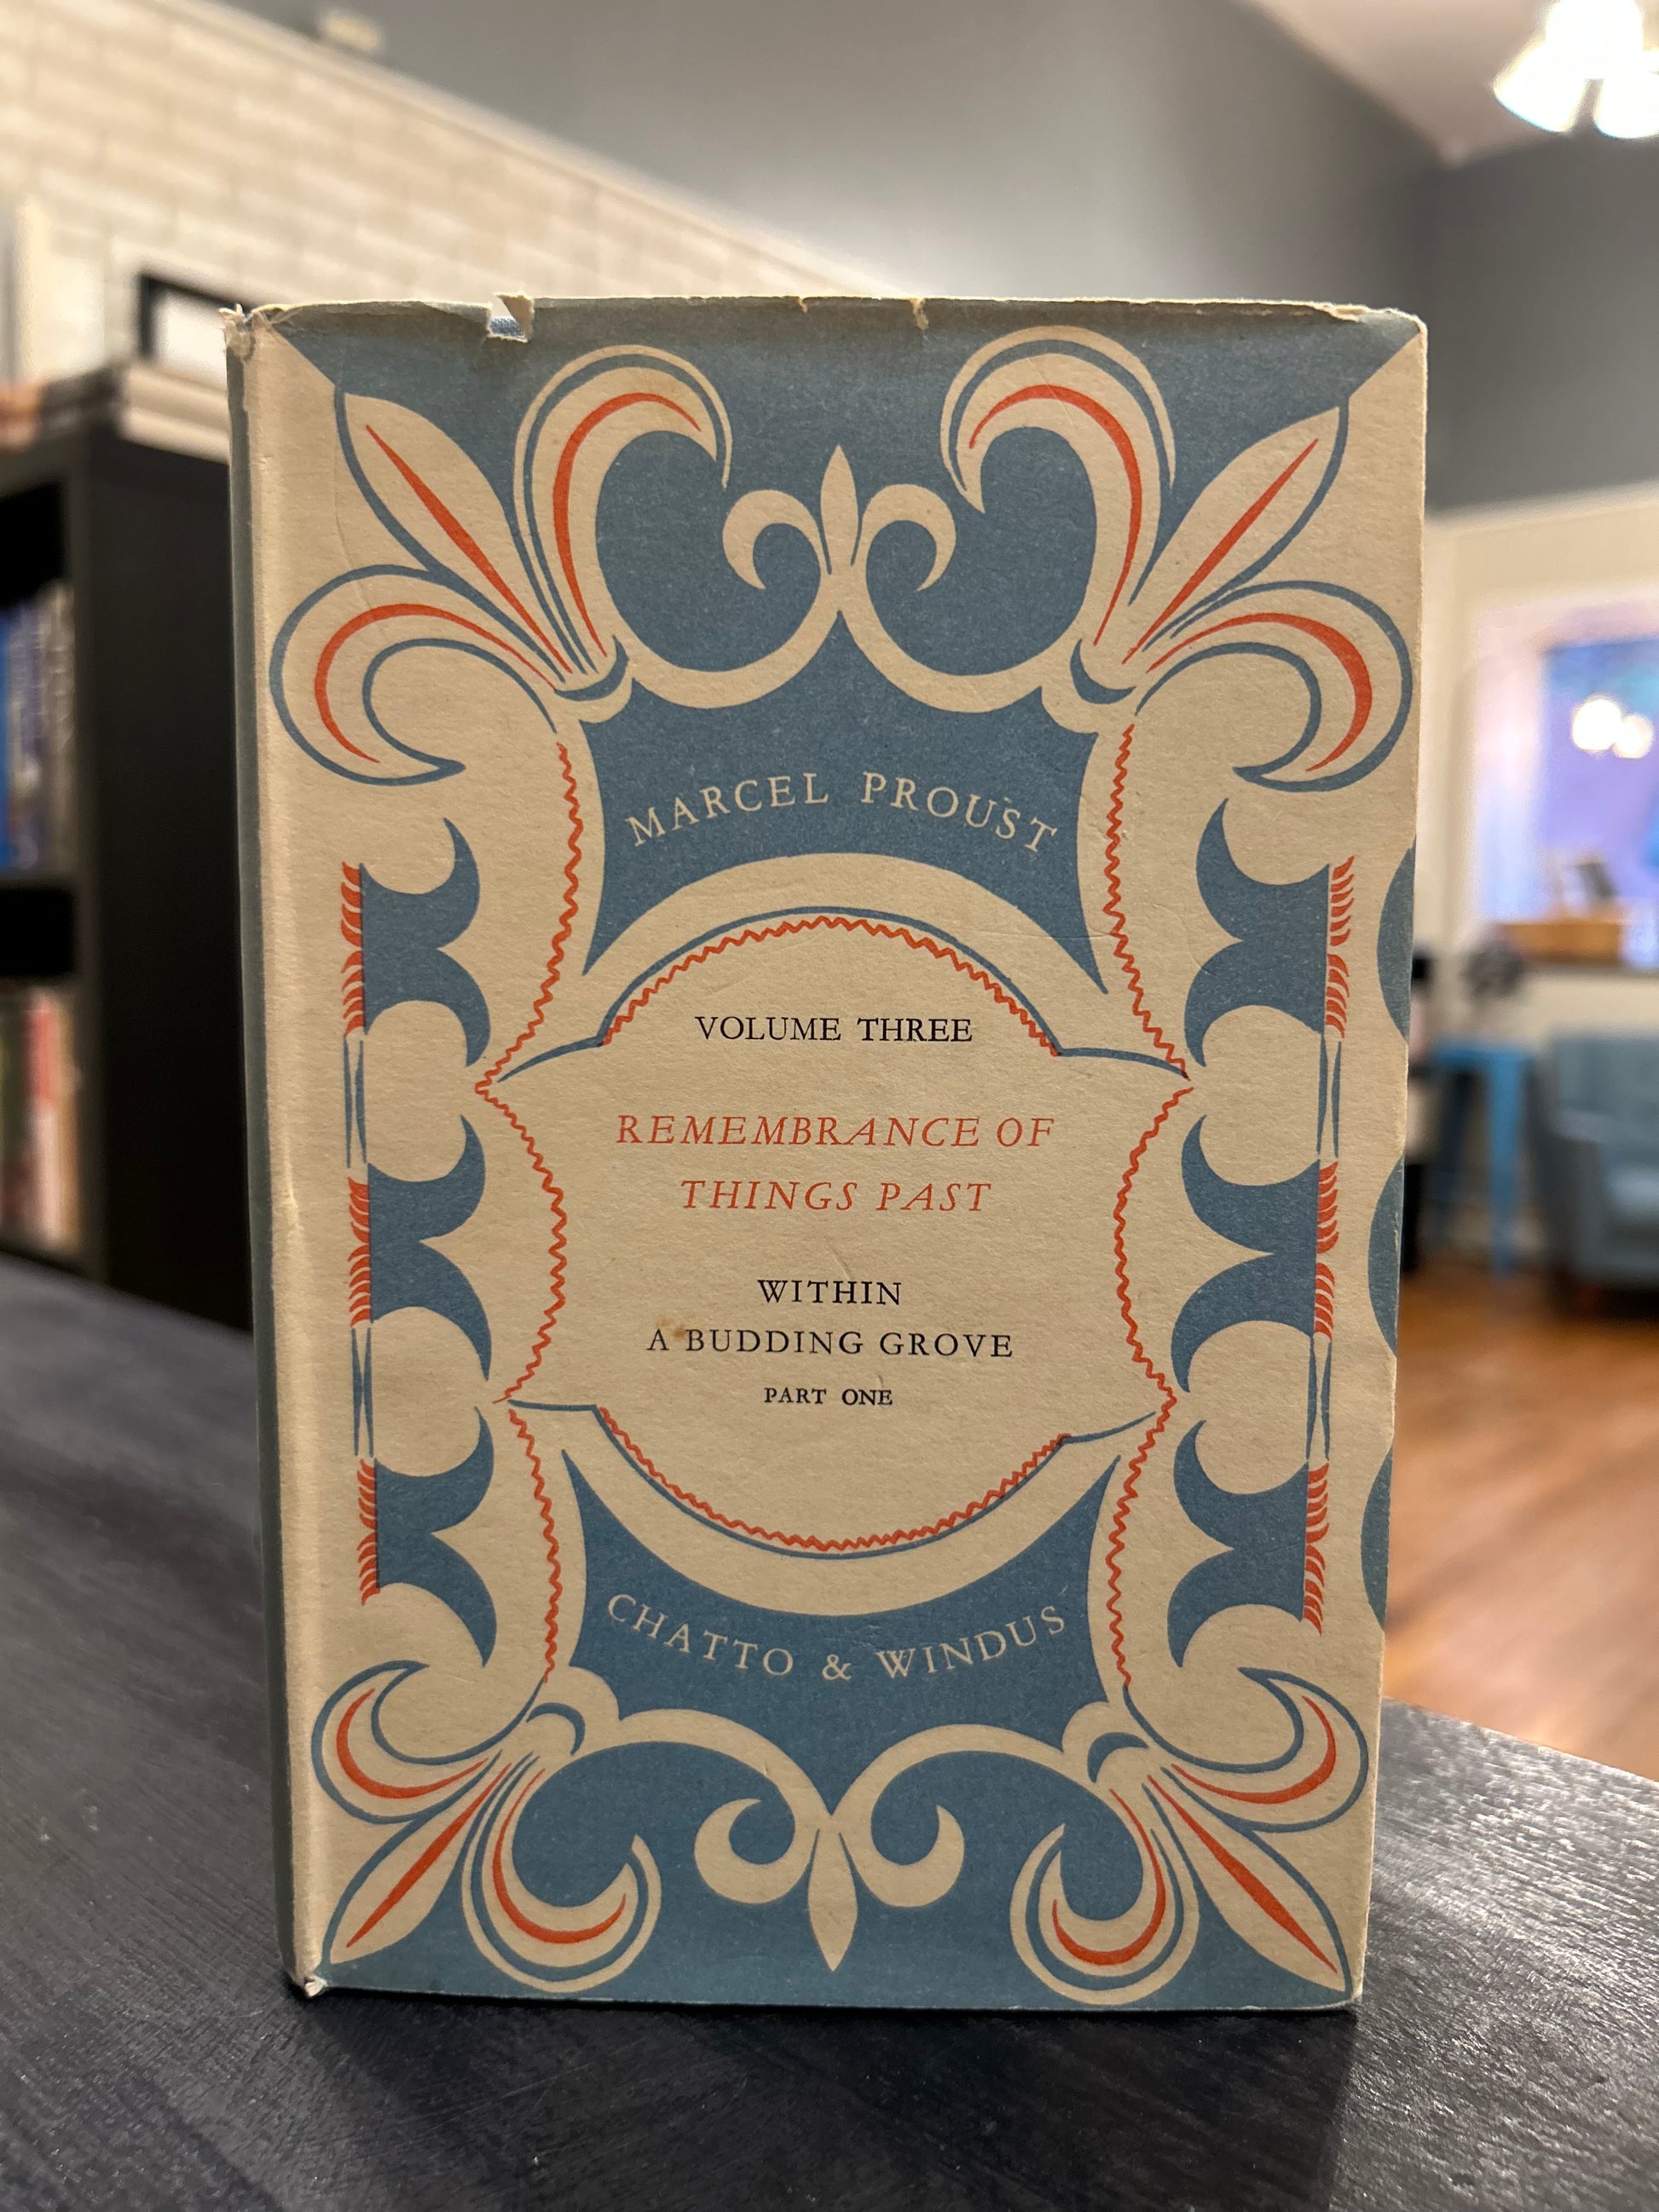 MARCEL PROUST
VOLUME THREE
REMEMBRANCE OF
THINGS PAST
WITHIN
A BUDDING GROVE
PART ONE
CHATTO & WINDUS